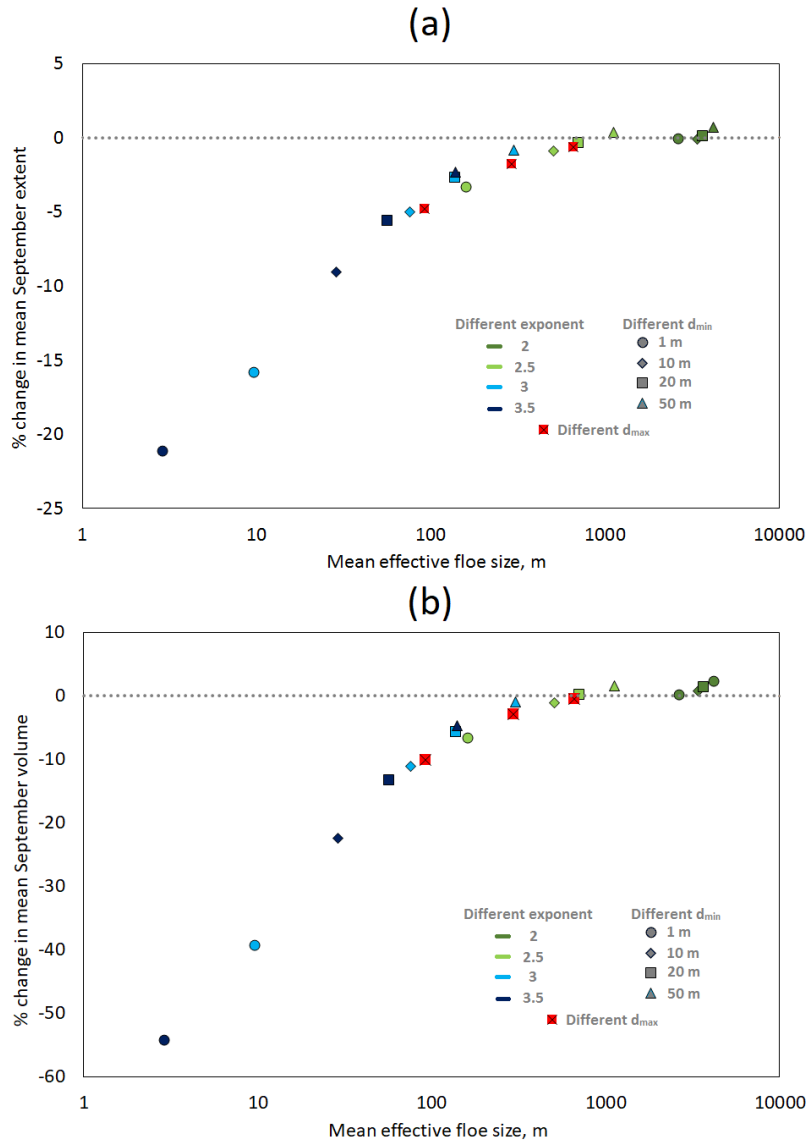 (a)
5
0
-5
-10
-15
-20
-25
% change in mean September extent
Different exponent
2
2.5
3
3.5
Different dmin
1 m
10 m
20 m
50 m
Different dmax
1
10
100
1000
10000
Mean effective floe size, m
(b)
10
0
-10
-20
-30
-40
-50
-60
% change in mean September volume
Different exponent
2
2.5
3
3.5
Different dmin
1 m
10 m
20 m
50 m
Different dmax
1
10
100
1000
10000
Mean effective floe size, m